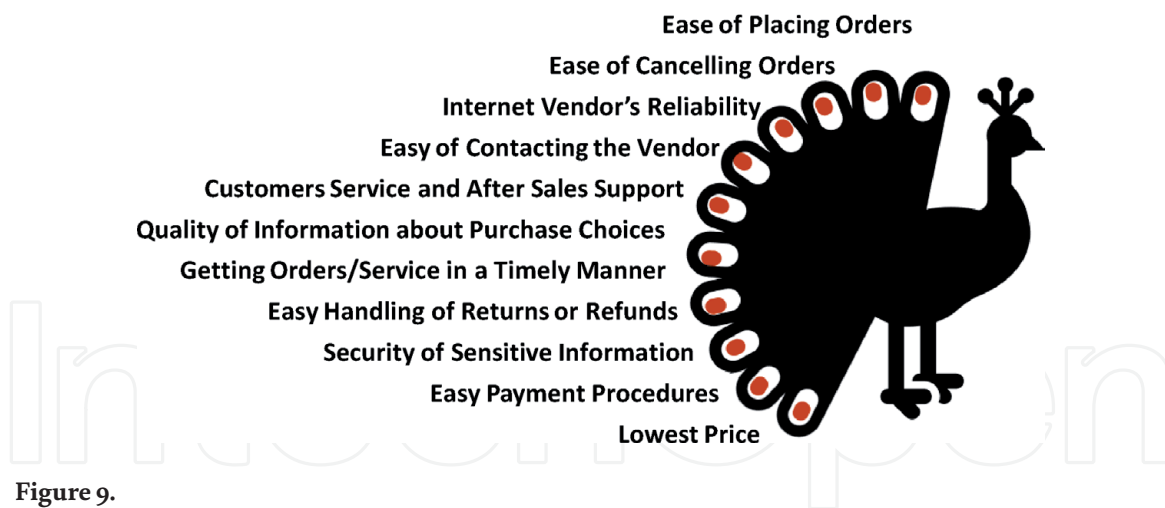 Ease of Placing Orders
Ease of Cancelling Orders
Internet Vendor's Reliability
Easy of Contacting the Vendor
Customers Service and After Sales Support
Quality of Information about Purchase Choices
Getting Orders/Service in a Timely Manner
Easy Handling of Returns or Refunds
Security of Sensitive Information
Easy Payment Procedures
Lowest Price
IntechOpen
Figure 9.